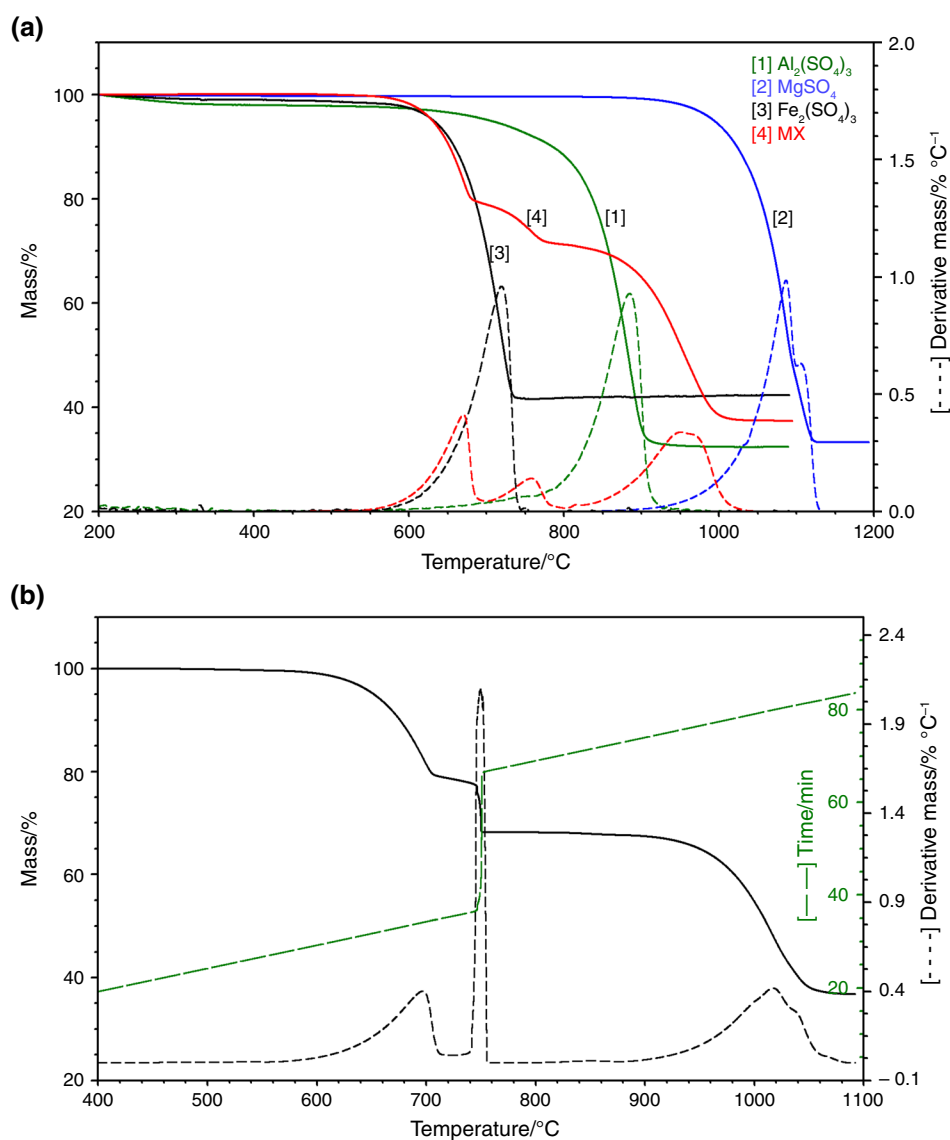 (a)
2.0
[1] Al₂(SO₄)₃
[2] MgSO₄
[3] Fe₂(SO₄)₃
[4] MX
100
80
60
40
20
Mass/%
1.5
1.0
0.5
0.0
[- - - -] Derivative mass/% °C⁻¹
[1]
[2]
[3]
[4]
200 400 600 800 1000 1200
Temperature/°C
(b)
100
80
60
40
20
Mass/%
80
60
40
20
[— —] Time/min
2.4
1.9
1.4
0.9
0.4
−0.1
[- - - -] Derivative mass/% °C⁻¹
400 500 600 700 800 900 1000 1100
Temperature/°C